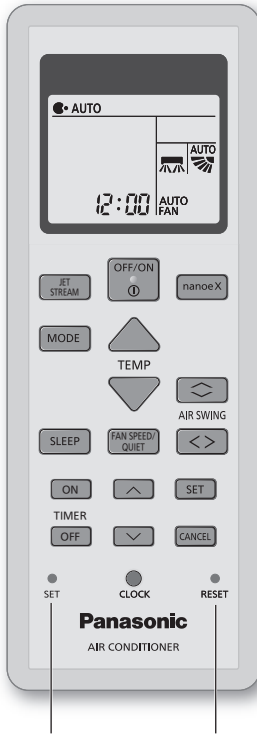 AUTO
AUTO
12:00 AUTO
FAN
JET
STREAM
OFF/ON
nanoeX
MODE
TEMP
AIR SWING
SLEEP
FAN SPEED/
QUIET
ON
SET
TIMER
OFF
CANCEL
SET
CLOCK
RESET
Panasonic
AIR CONDITIONER